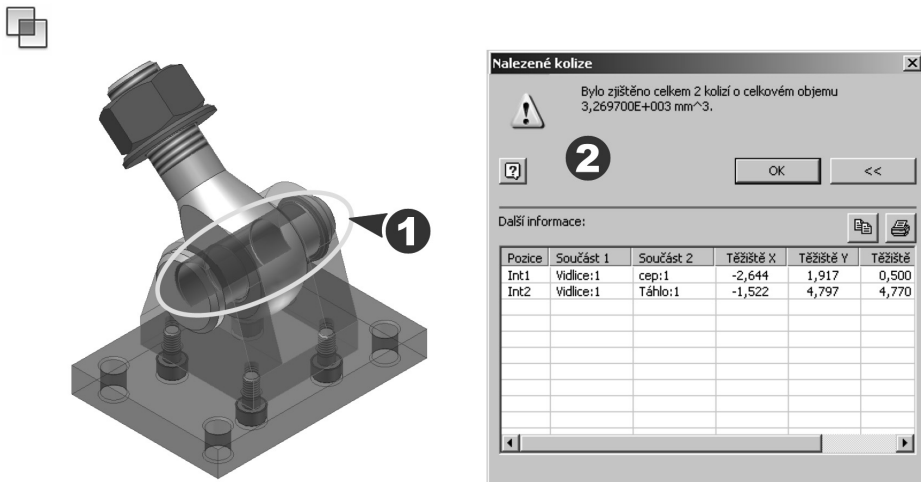 Nalezené kolize
Bylo zjištěno celkem 2 kolizí o celkovém objemu
3,269700E+003 mm^3.
2
OK
<<
1
Další informace:
Pozice Součást 1 Součást 2 Těžiště X Těžiště Y Těžiště
Int1 Vidlice:1 cep:1 -2,644 1,917 0,500
Int2 Vidlice:1 Táhlo:1 -1,522 4,797 4,770